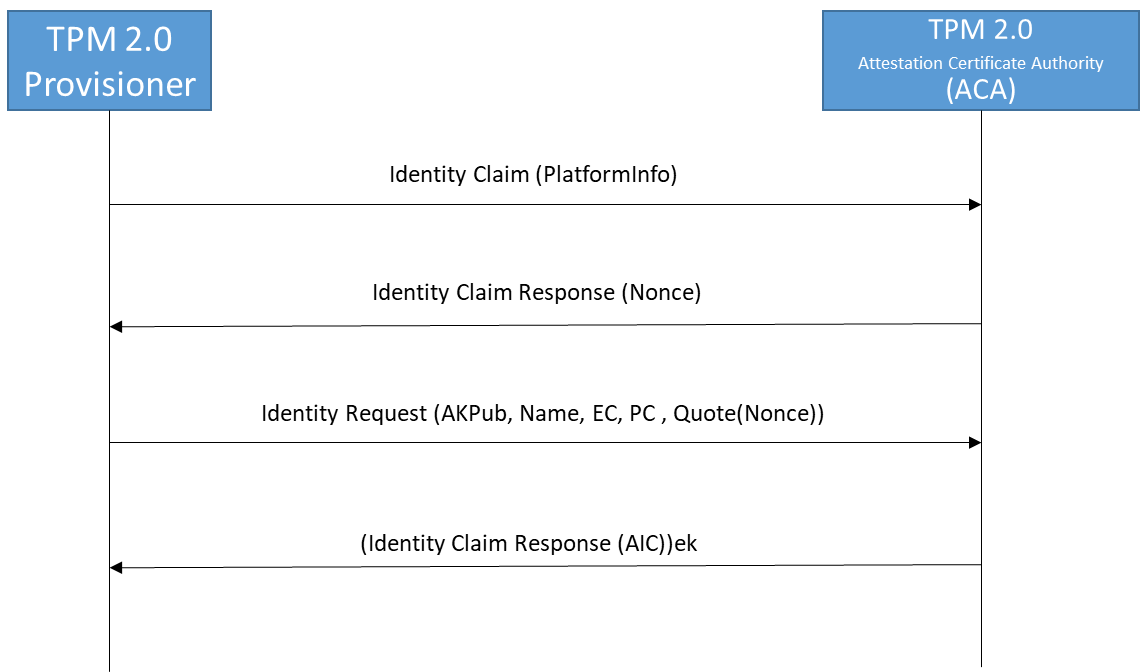 TPM 2.0
Provisioner
TPM 2.0
Attestation Certificate Authority
(ACA)
Identity Claim (PlatformInfo)
Identity Claim Response (Nonce)
Identity Request (AKPub, Name, EC, PC , Quote(Nonce))
(Identity Claim Response (AIC))ek